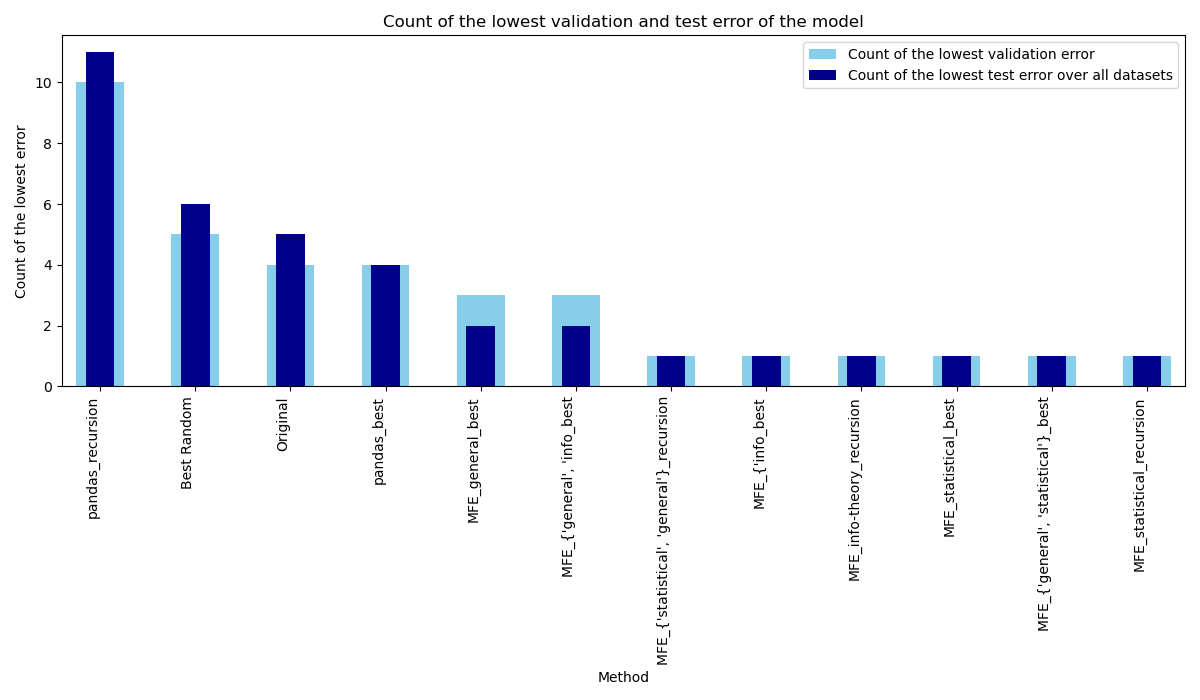 Count of the lowest validation and test error of the model
Count of the lowest validation error
Count of the lowest test error over all datasets
Count of the lowest error
10
8
6
4
2
0
pandas_recursion
Best Random
Original
pandas_best
MFE_general_best
MFE_{'general', 'info_best
MFE_{'statistical', 'general'}_recursion
MFE_{'info_best
MFE_info-theory_recursion
MFE_statistical_best
MFE_{'general', 'statistical'}_best
MFE_statistical_recursion
Method